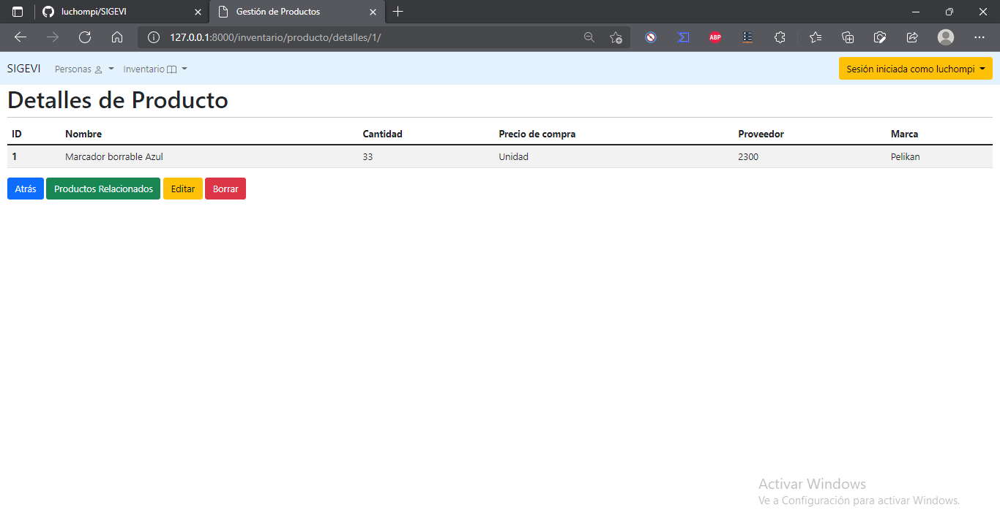 luchompi/SIGEVI
Gestión de Productos
127.0.0.1:8000/inventario/producto/detalles/1/
ABP
SIGEVI Personas Inventario Sesión iniciada como luchompi
Detalles de Producto
ID Nombre Cantidad Precio de compra Proveedor Marca
1 Marcador borrable Azul 33 Unidad 2300 Pelikan
Atrás Productos Relacionados Editar Borrar
Activar Windows
Ve a Configuración para activar Windows.